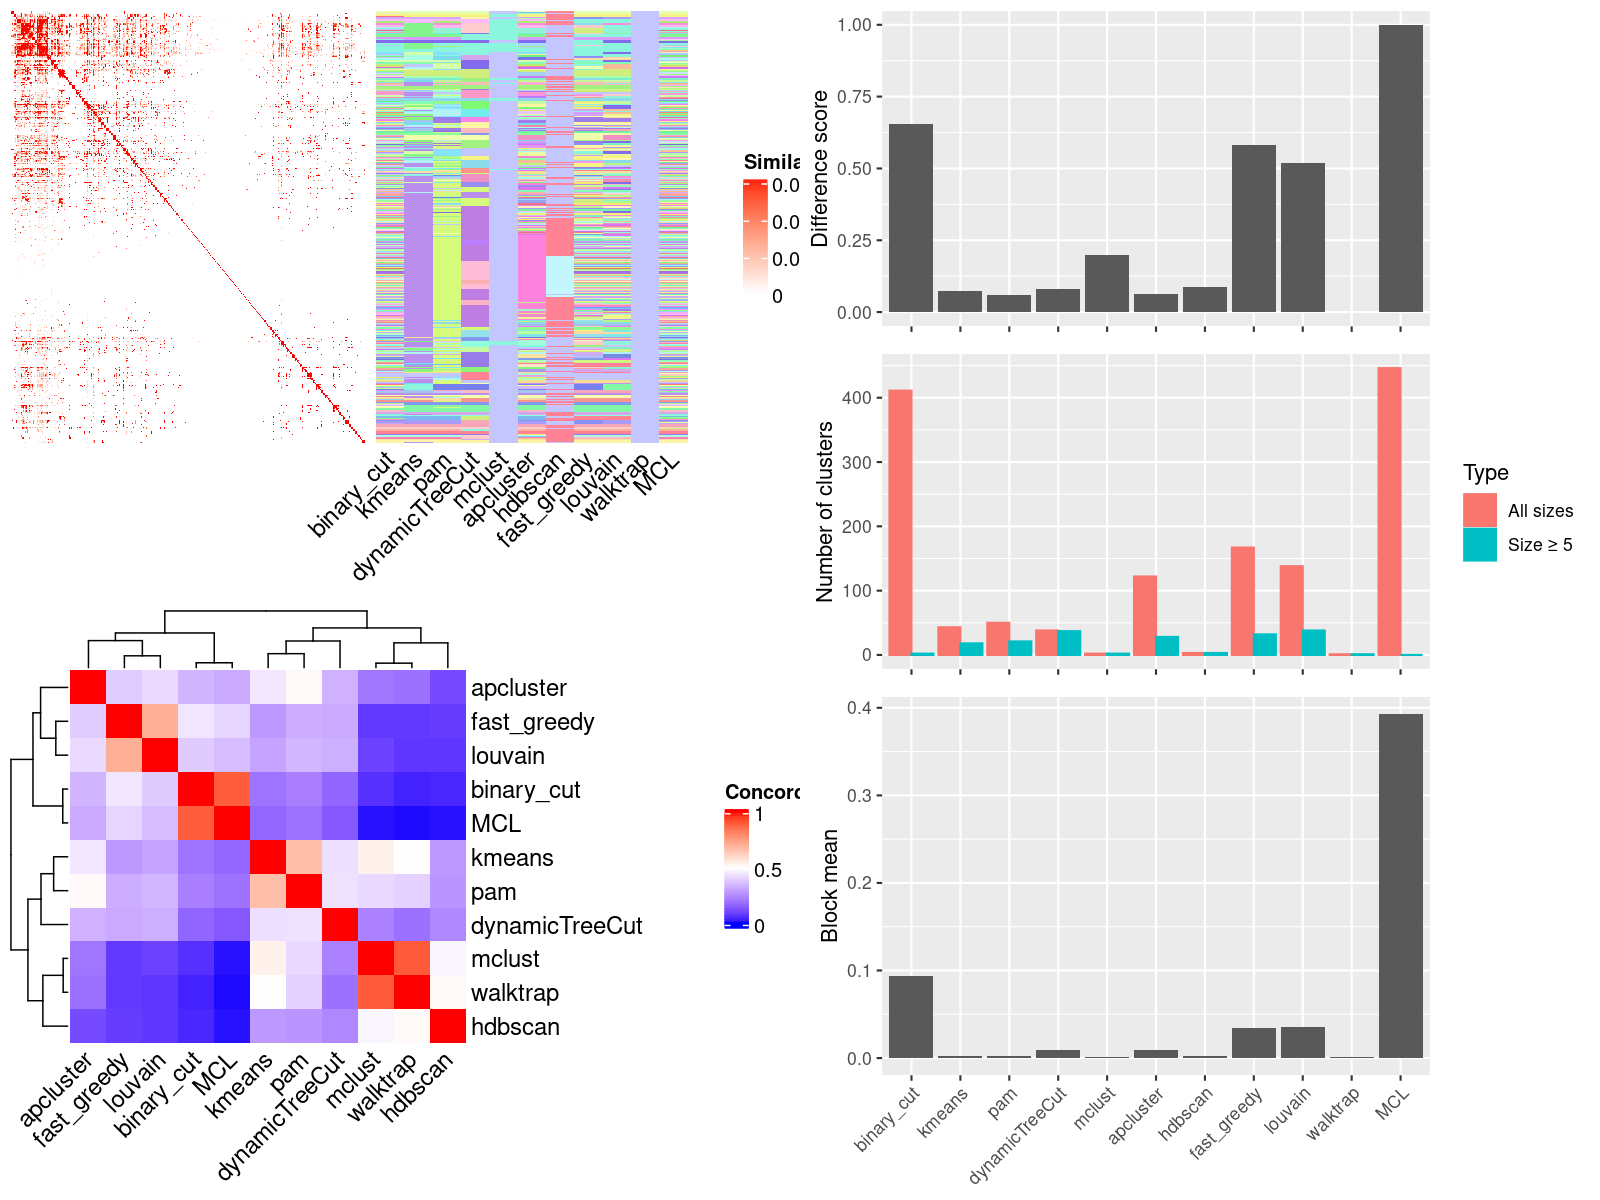 Simila
0.0
0.0
0.0
0
binary_cut
kmeans
pam
dynamicTreeCut
mclust
apcluster
hdbscan
fast_greedy
louvain
walktrap
MCL
apcluster
fast_greedy
louvain
binary_cut
MCL
kmeans
pam
dynamicTreeCut
mclust
walktrap
hdbscan
apcluster
fast_greedy
louvain
binary_cut
MCL
kmeans
pam
dynamicTreeCut
mclust
walktrap
hdbscan
Concord
1
0.5
0
Difference score
1.00
0.75
0.50
0.25
0.00
Number of clusters
400
300
200
100
0
Type
All sizes
Size ≥ 5
Block mean
0.4
0.3
0.2
0.1
0.0
binary_cut
kmeans
pam
dynamicTreeCut
mclust
apcluster
hdbscan
fast_greedy
louvain
walktrap
MCL